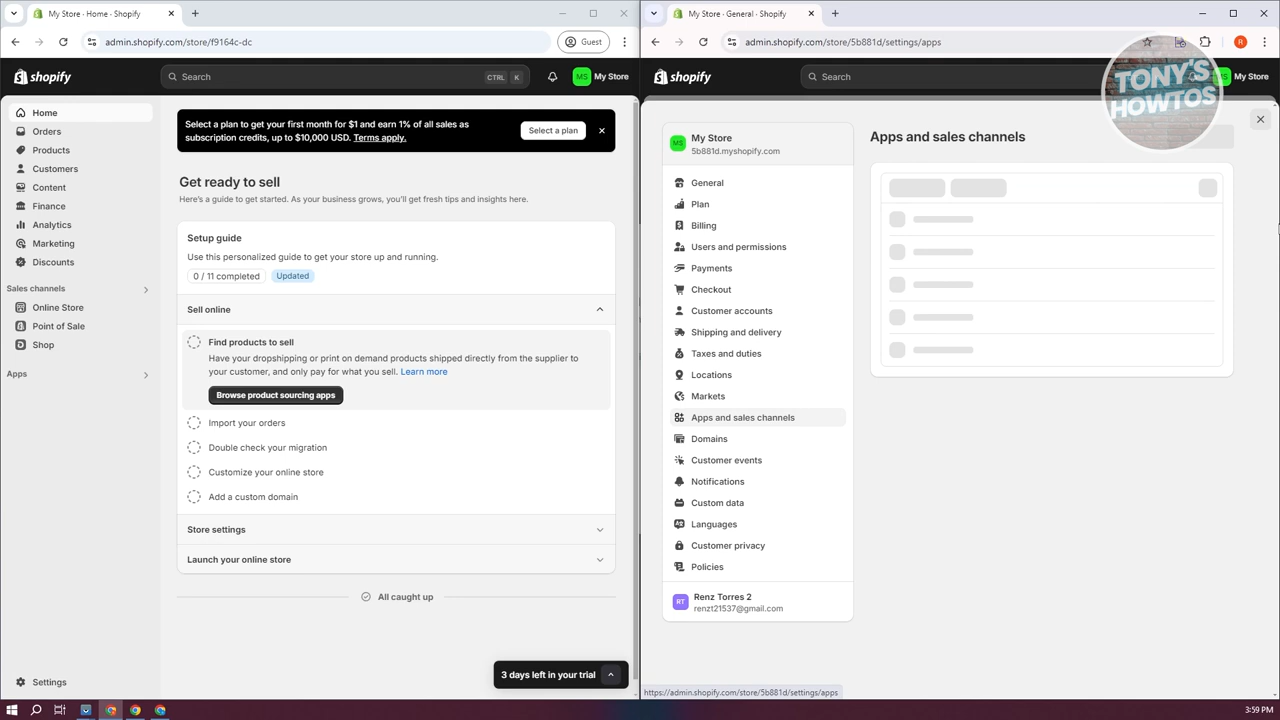 My Store · Home · Shopify
admin.shopify.com/store/f9164c-dc
Guest
shopify
Search
CTRL K
MS My Store
Home
Orders
Products
Customers
Content
Finance
Analytics
Marketing
Discounts
Sales channels
Online Store
Point of Sale
Shop
Apps
Settings
Select a plan to get your first month for $1 and earn 1% of all sales as
subscription credits, up to $10,000 USD. Terms apply.
Select a plan
Get ready to sell
Here's a guide to get started. As your business grows, you'll get fresh tips and insights here.
Setup guide
Use this personalized guide to get your store up and running.
0 / 11 completed
Updated
Sell online
Find products to sell
Have your dropshipping or print on demand products shipped directly from the supplier to
your customer, and only pay for what you sell. Learn more
Browse product sourcing apps
Import your orders
Double check your migration
Customize your online store
Add a custom domain
Store settings
Launch your online store
All caught up
3 days left in your trial
My Store · General · Shopify
admin.shopify.com/store/5b881d/settings/apps
R
shopify
Search
My Store
TONY'S
HOWTOS
MS My Store
5b881d.myshopify.com
General
Plan
Billing
Users and permissions
Payments
Checkout
Customer accounts
Shipping and delivery
Taxes and duties
Locations
Markets
Apps and sales channels
Domains
Customer events
Notifications
Custom data
Languages
Customer privacy
Policies
RT Renz Torres 2
renzt21537@gmail.com
Apps and sales channels
https://admin.shopify.com/store/5b881d/settings/apps
3:59 PM